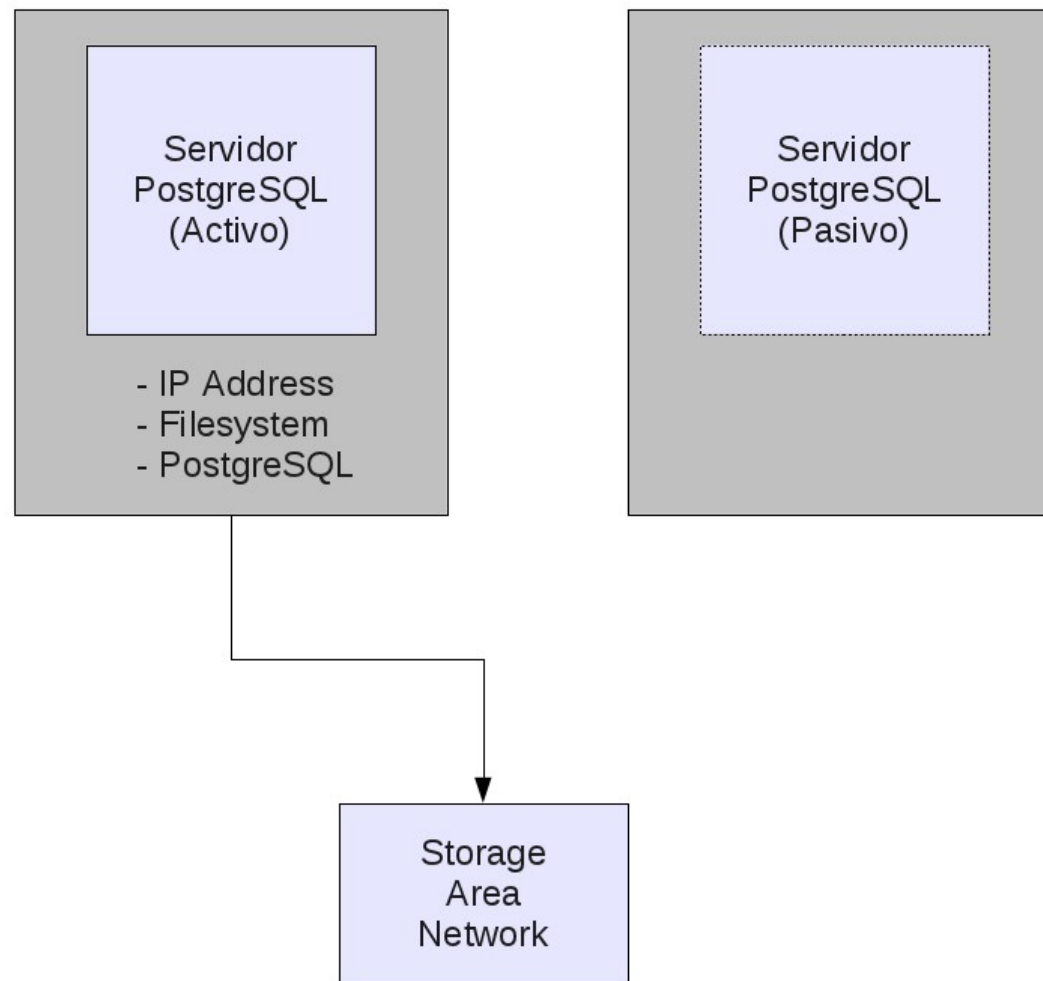 Servidor
PostgreSQL
(Activo)
- IP Address
- Filesystem
- PostgreSQL
Servidor
PostgreSQL
(Pasivo)
Storage
Area
Network